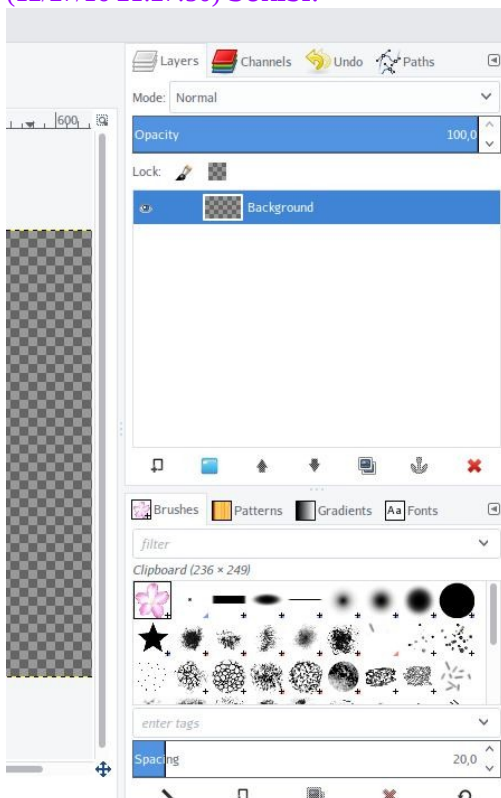 Layers Channels Undo Paths
Mode: Normal
600
Opacity 100,0
Lock:
Background
Brushes Patterns Gradients Aa Fonts
filter
Clipboard (236 × 249)
enter tags
Spacing 20,0